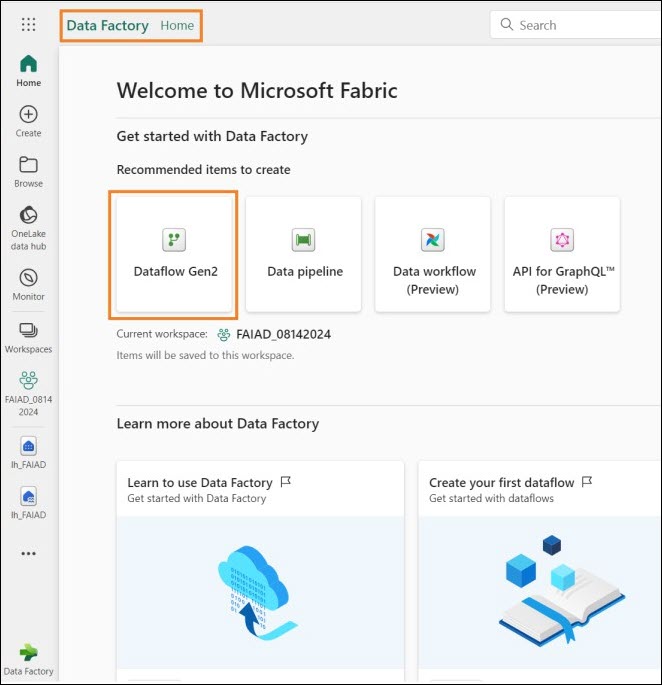 Data Factory Home
Search
Home
Create
Browse
OneLake
data hub
Monitor
Workspaces
FAIAD_0814
2024
lh_FAIAD
lh_FAIAD
Data Factory
Welcome to Microsoft Fabric
Get started with Data Factory
Recommended items to create
Dataflow Gen2
Data pipeline
Data workflow
(Preview)
API for GraphQL™
(Preview)
Current workspace: FAIAD_08142024
Items will be saved to this workspace.
Learn more about Data Factory
Learn to use Data Factory
Get started with Data Factory
Create your first dataflow
Get started with dataflows